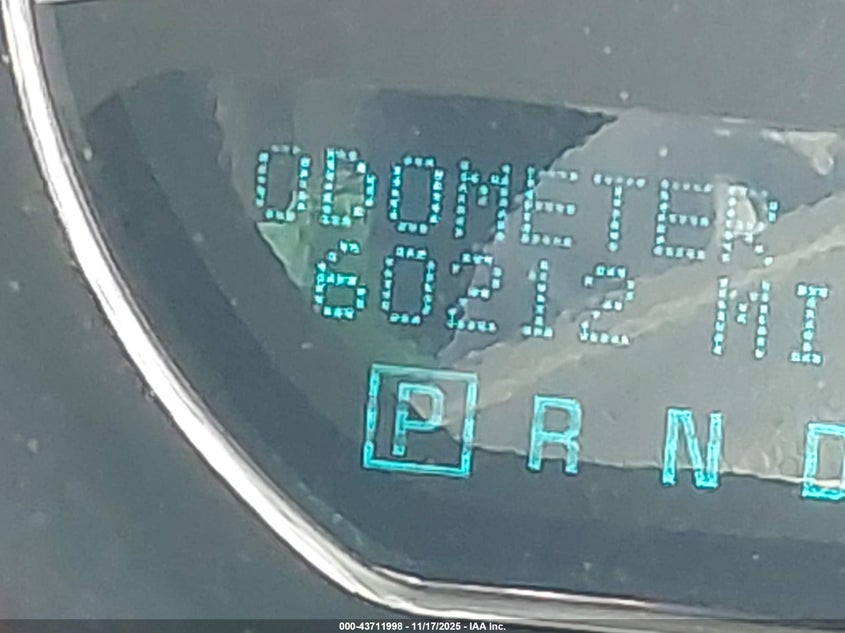 ODOMETER
60212 MI
P R N D
000-43711998 - 11/17/2025 - IAA Inc.